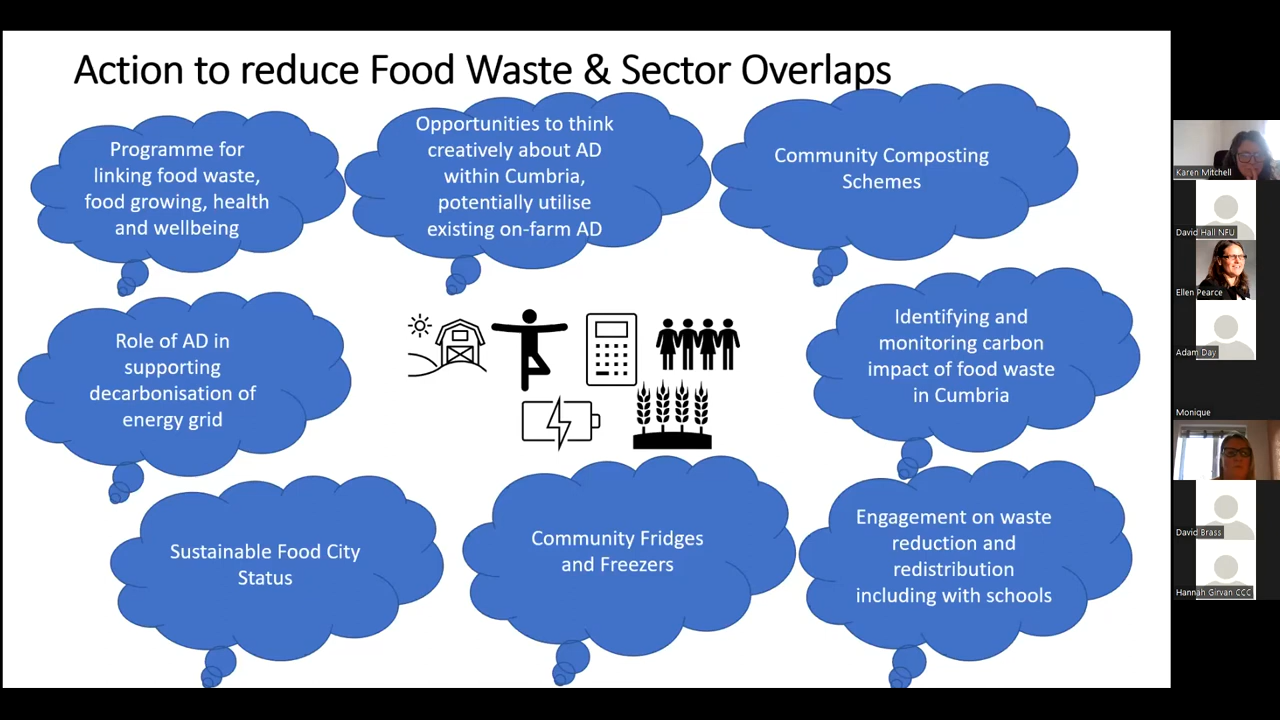 Action to reduce Food Waste & Sector Overlaps
Programme for
linking food waste,
food growing, health
and wellbeing
Opportunities to think
creatively about AD
within Cumbria,
potentially utilise
existing on-farm AD
Community Composting
Schemes
Role of AD in
supporting
decarbonisation of
energy grid
Identifying and
monitoring carbon
impact of food waste
in Cumbria
Sustainable Food City
Status
Community Fridges
and Freezers
Engagement on waste
reduction and
redistribution
including with schools
Karen Mitchell
David Hall NFU
Ellen Pearce
Adam Day
Monique
David Brass
Hannah Girvan CCC